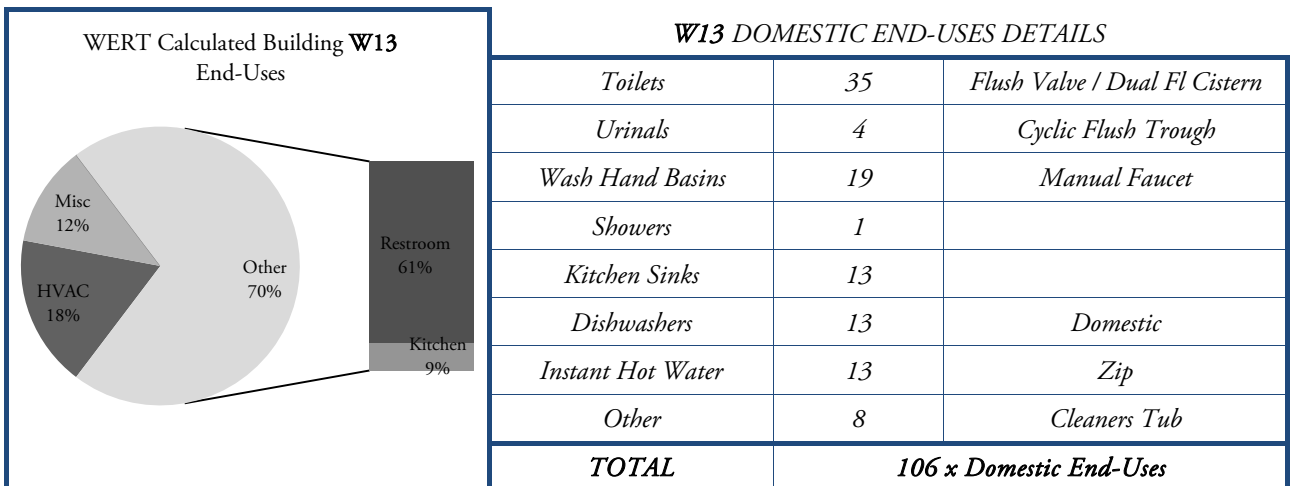 WERT Calculated Building W13
End-Uses
Misc
12%
HVAC
18%
Other
70%
Restroom
61%
Kitchen
9%
W13 DOMESTIC END-USES DETAILS
Toilets 35 Flush Valve / Dual Fl Cistern
Urinals 4 Cyclic Flush Trough
Wash Hand Basins 19 Manual Faucet
Showers 1
Kitchen Sinks 13
Dishwashers 13 Domestic
Instant Hot Water 13 Zip
Other 8 Cleaners Tub
TOTAL 106 x Domestic End-Uses